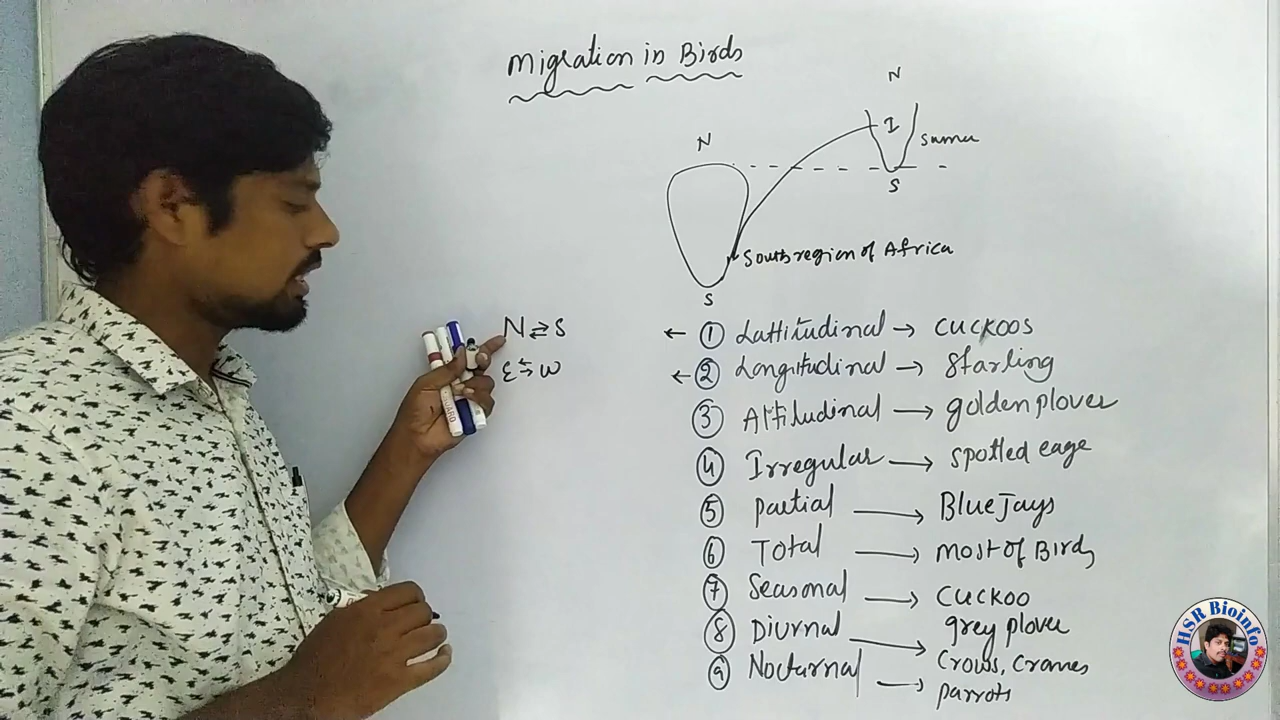 Migration in Birds
N
N
I
Sumer
S
South region of Africa
S
N ⇄ S
E ⇄ W
← ① Lattitudinal → cuckoos
← ② Longitudinal → Starling
③ Altitudinal → golden plover
④ Irregular → spotted eage
⑤ Partial → Blue Jays
⑥ Total → most of Birds
⑦ Seasonal → cuckoo
⑧ Diurnal → grey plover
⑨ Nocturnal → Crows, Cranes
parrots
HSR Bioinfo